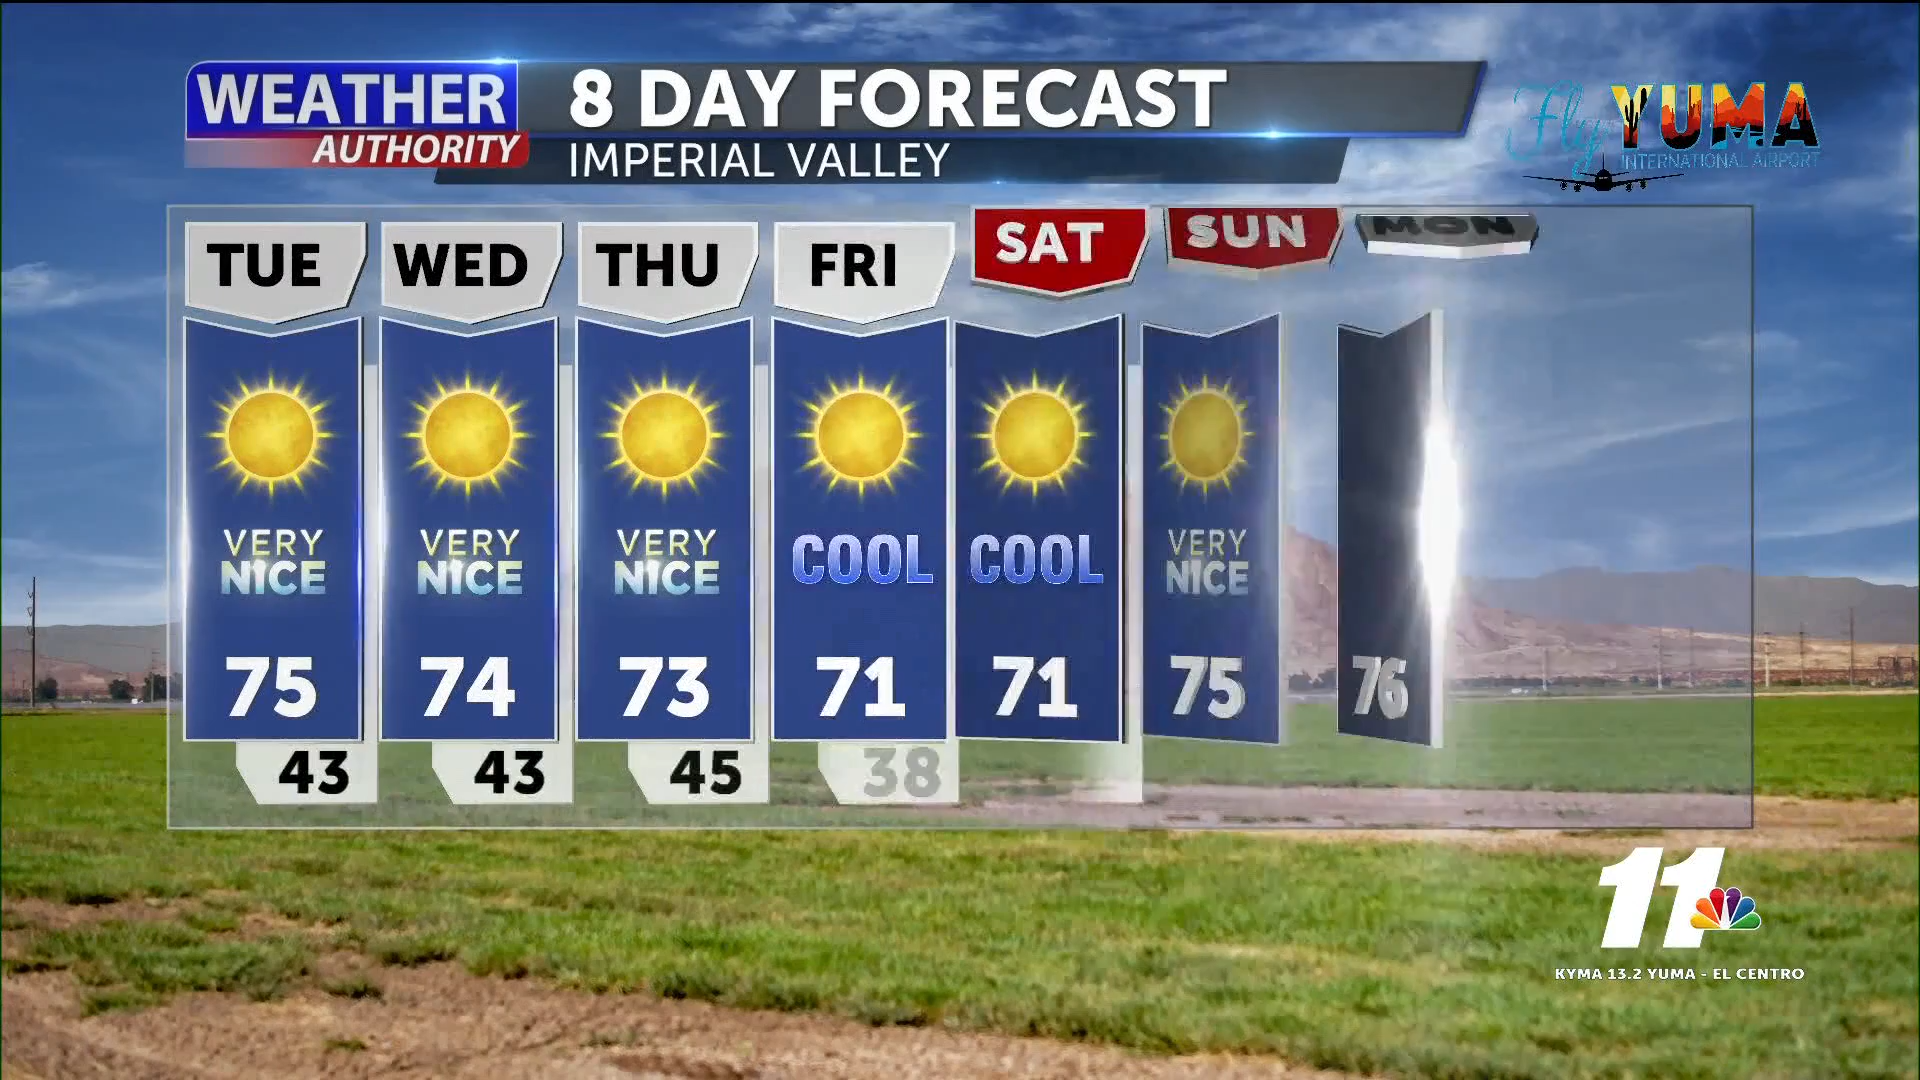 WEATHER
AUTHORITY
8 DAY FORECAST
IMPERIAL VALLEY
Fly YUMA
INTERNATIONAL AIRPORT
TUE WED THU FRI SAT SUN MON
VERY NICE VERY NICE VERY NICE COOL COOL VERY NICE
75 74 73 71 71 75 76
43 43 45 38
11
KYMA 13.2 YUMA - EL CENTRO